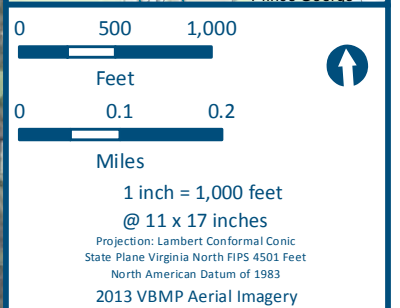 Prince George
0 500 1,000
Feet
0 0.1 0.2
Miles
1 inch = 1,000 feet
@ 11 x 17 inches
Projection: Lambert Conformal Conic
State Plane Virginia North FIPS 4501 Feet
North American Datum of 1983
2013 VBMP Aerial Imagery